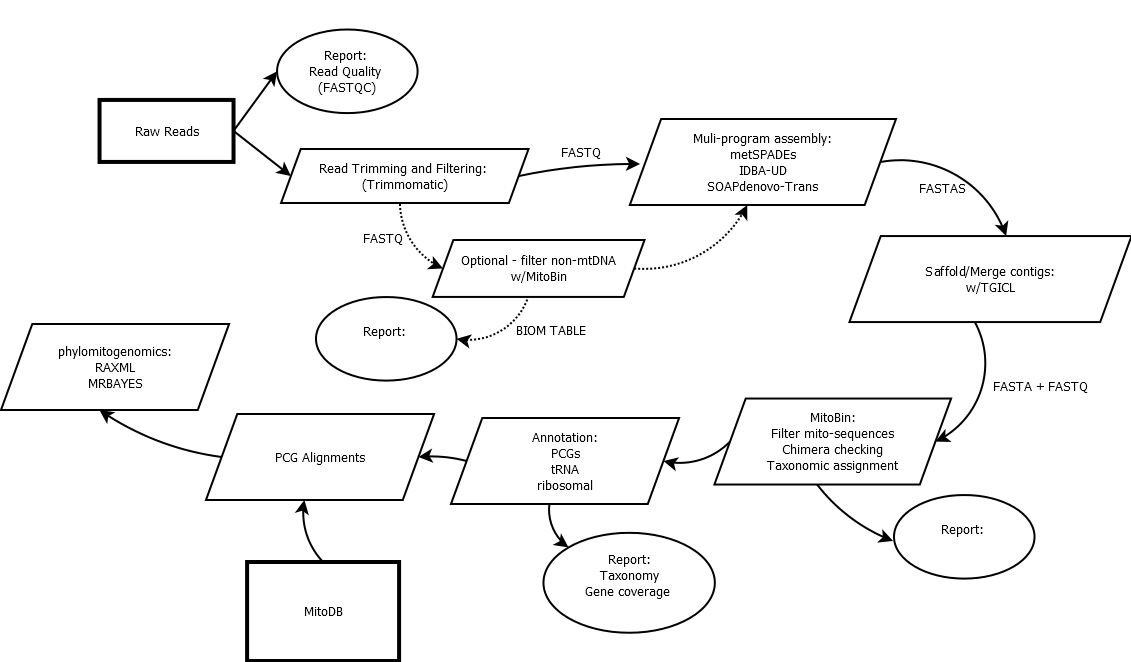 Report:
Read Quality
(FASTQC)
Raw Reads
Read Trimming and Filtering:
(Trimmomatic)
FASTQ
Muli-program assembly:
metSPADEs
IDBA-UD
SOAPdenovo-Trans
FASTAS
FASTQ
Optional - filter non-mtDNA
w/MitoBin
Saffold/Merge contigs:
w/TGICL
Report:
BIOM TABLE
phylomitogenomics:
RAXML
MRBAYES
FASTA + FASTQ
MitoBin:
Filter mito-sequences
Chimera checking
Taxonomic assignment
Annotation:
PCGs
tRNA
ribosomal
PCG Alignments
Report:
Report:
Taxonomy
Gene coverage
MitoDB